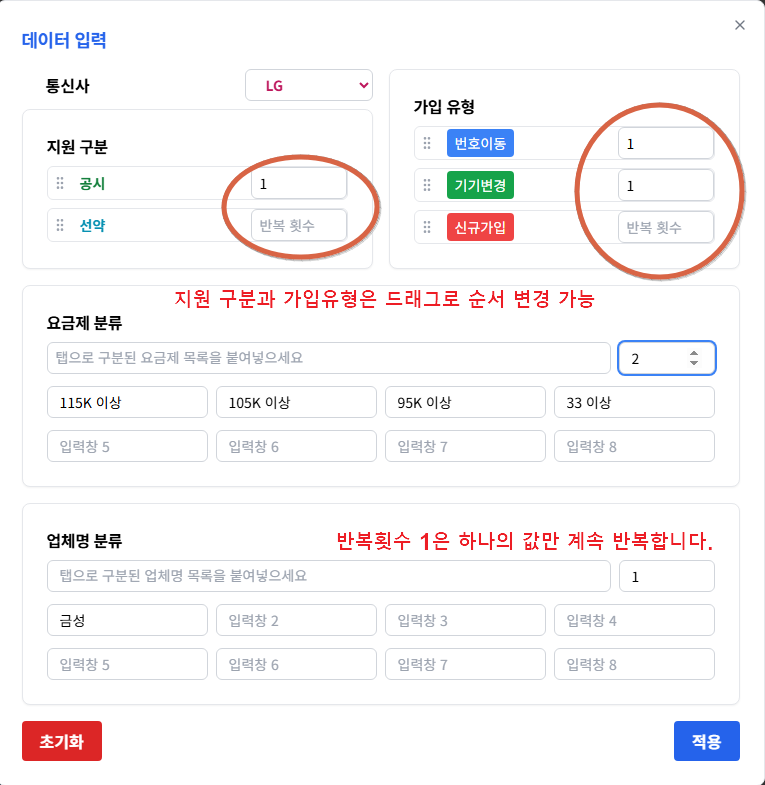 데이터 입력
통신사
LG
지원 구분
공시
1
선약
반복 횟수
가입 유형
번호이동
1
기기변경
1
신규가입
반복 횟수
지원 구분과 가입유형은 드래그로 순서 변경 가능
요금제 분류
탭으로 구분된 요금제 목록을 붙여넣으세요
2
115K 이상
105K 이상
95K 이상
33 이상
입력창 5
입력창 6
입력창 7
입력창 8
업체명 분류
반복횟수 1은 하나의 값만 계속 반복합니다.
탭으로 구분된 업체명 목록을 붙여넣으세요
1
금성
입력창 2
입력창 3
입력창 4
입력창 5
입력창 6
입력창 7
입력창 8
초기화
적용